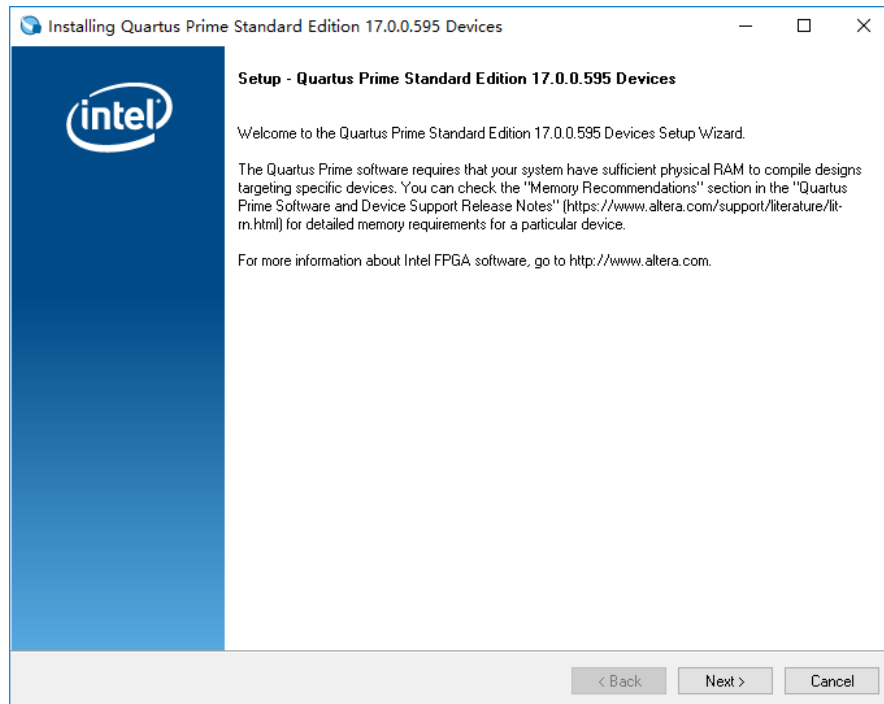 Installing Quartus Prime Standard Edition 17.0.0.595 Devices
intel
Setup - Quartus Prime Standard Edition 17.0.0.595 Devices
Welcome to the Quartus Prime Standard Edition 17.0.0.595 Devices Setup Wizard.
The Quartus Prime software requires that your system have sufficient physical RAM to compile designs
targeting specific devices. You can check the "Memory Recommendations" section in the "Quartus
Prime Software and Device Support Release Notes" (https://www.altera.com/support/literature/lit-
rn.html) for detailed memory requirements for a particular device.
For more information about Intel FPGA software, go to http://www.altera.com.
< Back
Next >
Cancel